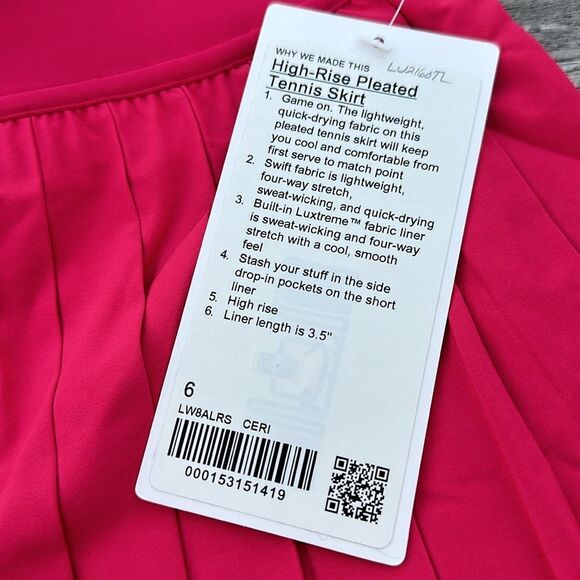 WHY WE MADE THIS LU2168TL
High-Rise Pleated
Tennis Skirt
1. Game on. The lightweight,
quick-drying fabric on this
pleated tennis skirt will keep
you cool and comfortable from
first serve to match point
2. Swift fabric is lightweight,
four-way stretch,
sweat-wicking, and quick-drying
3. Built-in Luxtreme™ fabric liner
is sweat-wicking and four-way
stretch with a cool, smooth
feel
4. Stash your stuff in the side
drop-in pockets on the short
liner
5. High rise
6. Liner length is 3.5"
6
LW8ALRS CERI
000153151419